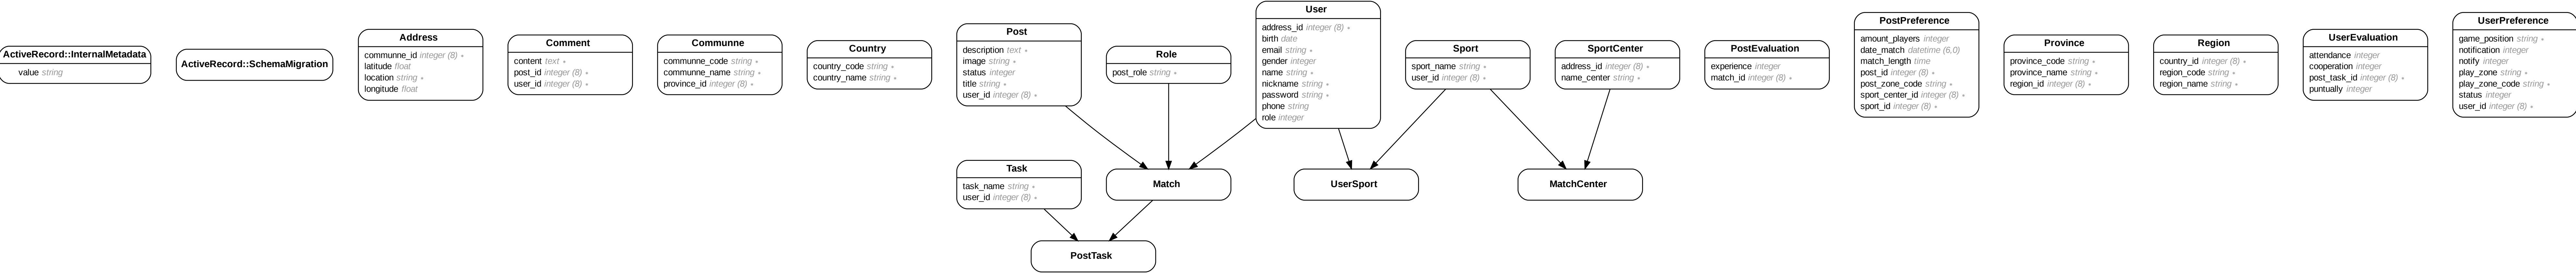 ActiveRecord::InternalMetadata
value string
ActiveRecord::SchemaMigration
Address
communne_id integer (8) *
latitude float
location string *
longitude float
Comment
content text *
post_id integer (8) *
user_id integer (8) *
Communne
communne_code string *
communne_name string *
province_id integer (8) *
Country
country_code string *
country_name string *
Post
description text *
image string *
status integer
title string *
user_id integer (8) *
Role
post_role string *
User
address_id integer (8) *
birth date
email string *
gender integer
name string *
nickname string *
password string *
phone string
role integer
Sport
sport_name string *
user_id integer (8) *
SportCenter
address_id integer (8) *
name_center string *
PostEvaluation
experience integer
match_id integer (8) *
PostPreference
amount_players integer
date_match datetime (6,0)
match_length time
post_id integer (8) *
post_zone_code string *
sport_center_id integer (8) *
sport_id integer (8) *
Province
province_code string *
province_name string *
region_id integer (8) *
Region
country_id integer (8) *
region_code string *
region_name string *
UserEvaluation
attendance integer
cooperation integer
post_task_id integer (8) *
puntually integer
UserPreference
game_position string *
notification integer
notify integer
play_zone string *
play_zone_code string *
status integer
user_id integer (8) *
Task
task_name string *
user_id integer (8) *
Match
UserSport
MatchCenter
PostTask